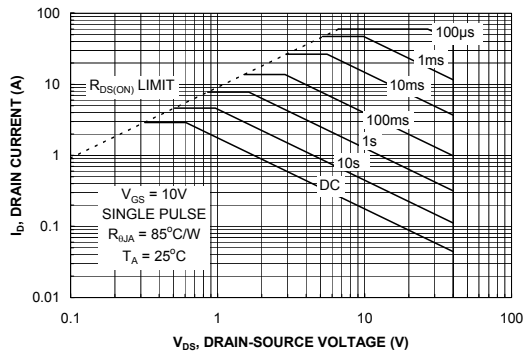 100
100μs
1ms
R_DS(ON) LIMIT
10
10ms
100ms
1s
1
10s
V_GS = 10V
DC
SINGLE PULSE
R_θJA = 85°C/W
0.1
T_A = 25°C
0.01
0.1
1
10
100
I_D, DRAIN CURRENT (A)
V_DS, DRAIN-SOURCE VOLTAGE (V)